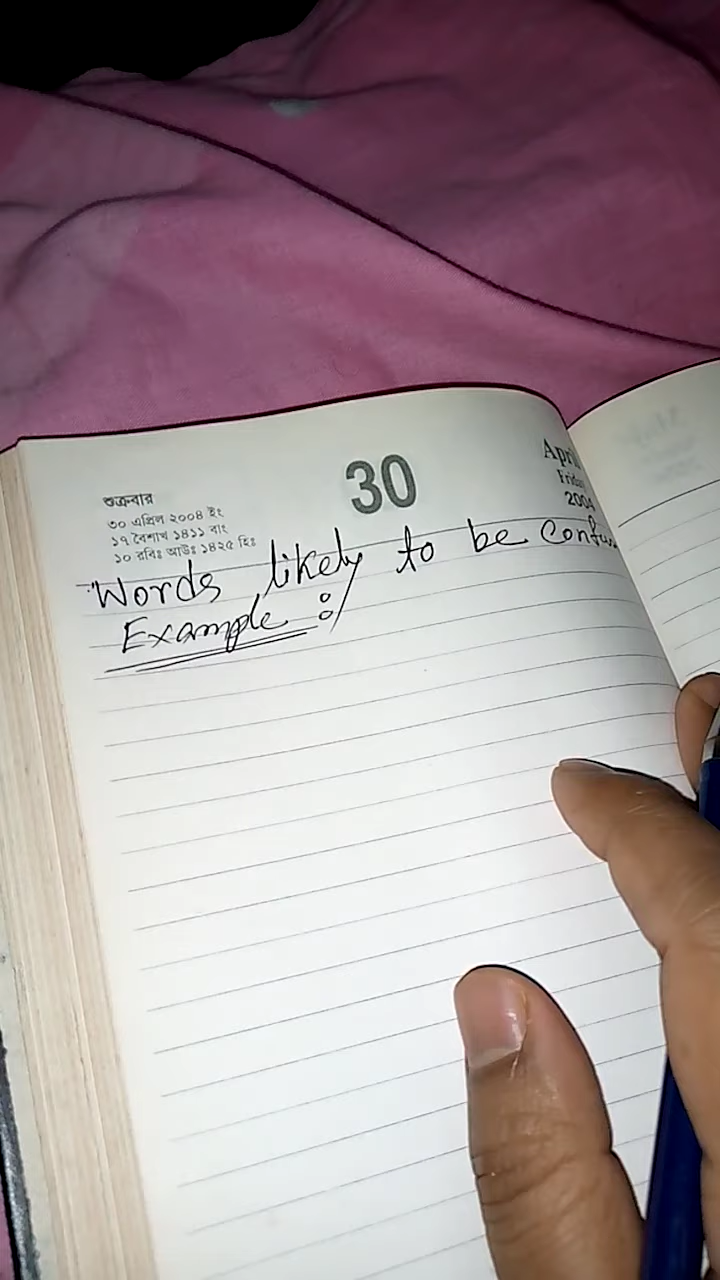 শুক্রবার
৩০ এপ্রিল ২০০৪ ইং
১৭ বৈশাখ ১৪১১ বাং
১০ রবিঃ আউঃ ১৪২৫ হিঃ
30
April
Friday
2004
"Words likely to be
Example :